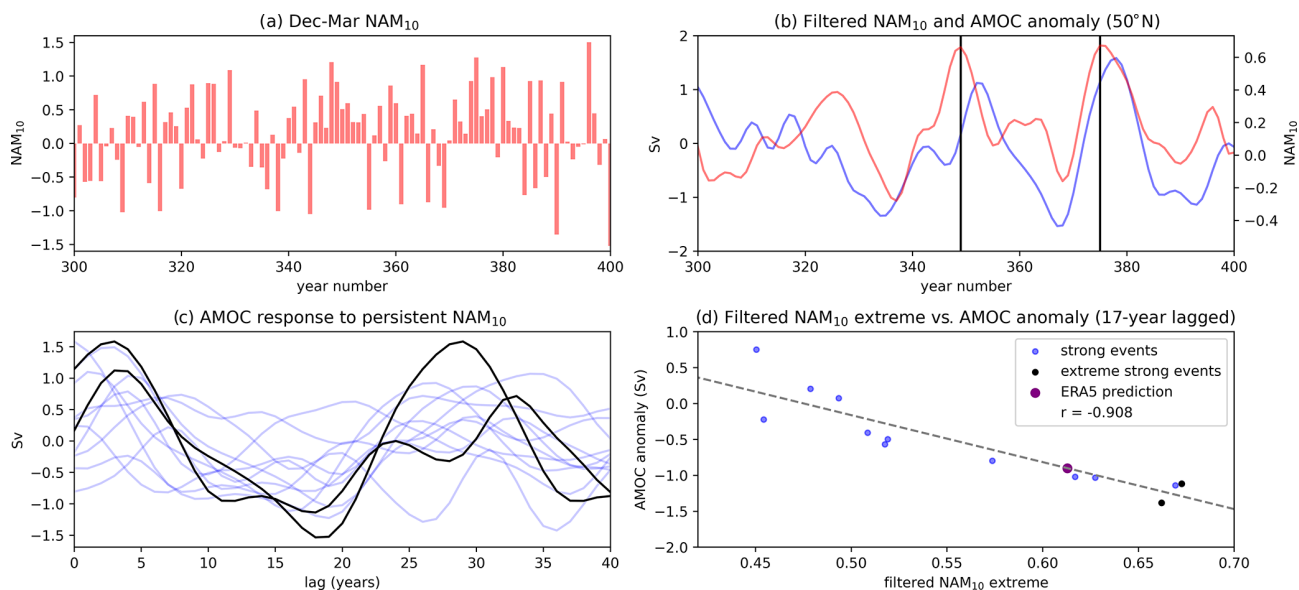 (a) Dec-Mar NAM₁₀
NAM₁₀
1.5
1.0
0.5
0.0
−0.5
−1.0
−1.5
300 320 340 360 380 400
year number
(b) Filtered NAM₁₀ and AMOC anomaly (50°N)
Sv
2
1
0
−1
−2
0.6
0.4
0.2
0.0
−0.2
−0.4
NAM₁₀
300 320 340 360 380 400
year number
(c) AMOC response to persistent NAM₁₀
Sv
1.5
1.0
0.5
0.0
−0.5
−1.0
−1.5
0 5 10 15 20 25 30 35 40
lag (years)
(d) Filtered NAM₁₀ extreme vs. AMOC anomaly (17-year lagged)
AMOC anomaly (Sv)
1.0
0.5
0.0
−0.5
−1.0
−1.5
−2.0
strong events
extreme strong events
ERA5 prediction
r = -0.908
0.45 0.50 0.55 0.60 0.65 0.70
filtered NAM₁₀ extreme